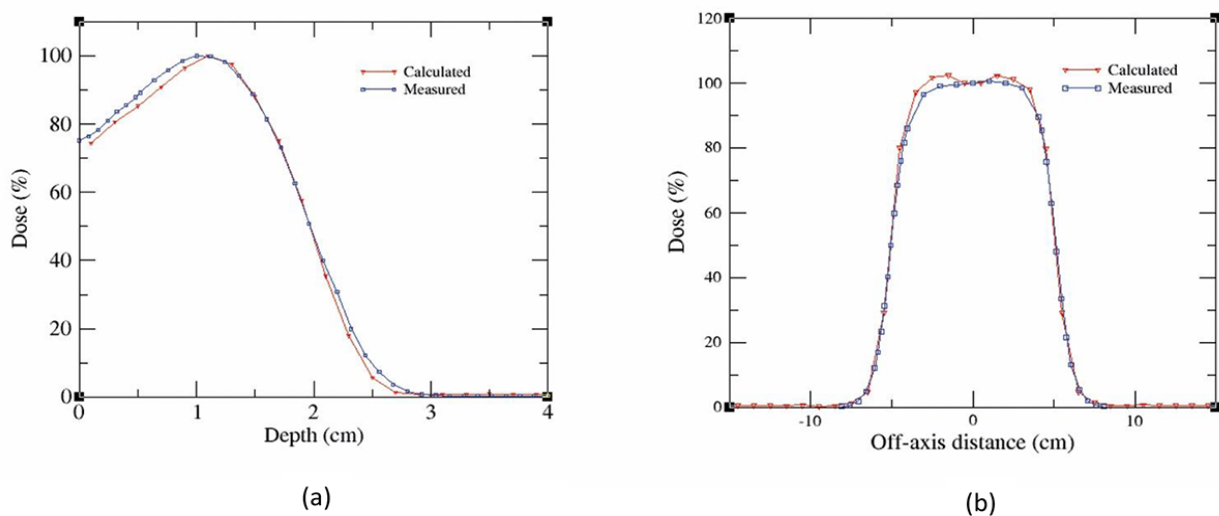 100
80
60
40
20
0
Dose (%)
Calculated
Measured
0 1 2 3 4
Depth (cm)
(a)
120
100
80
60
40
20
0
Dose (%)
Calculated
Measured
-10 0 10
Off-axis distance (cm)
(b)